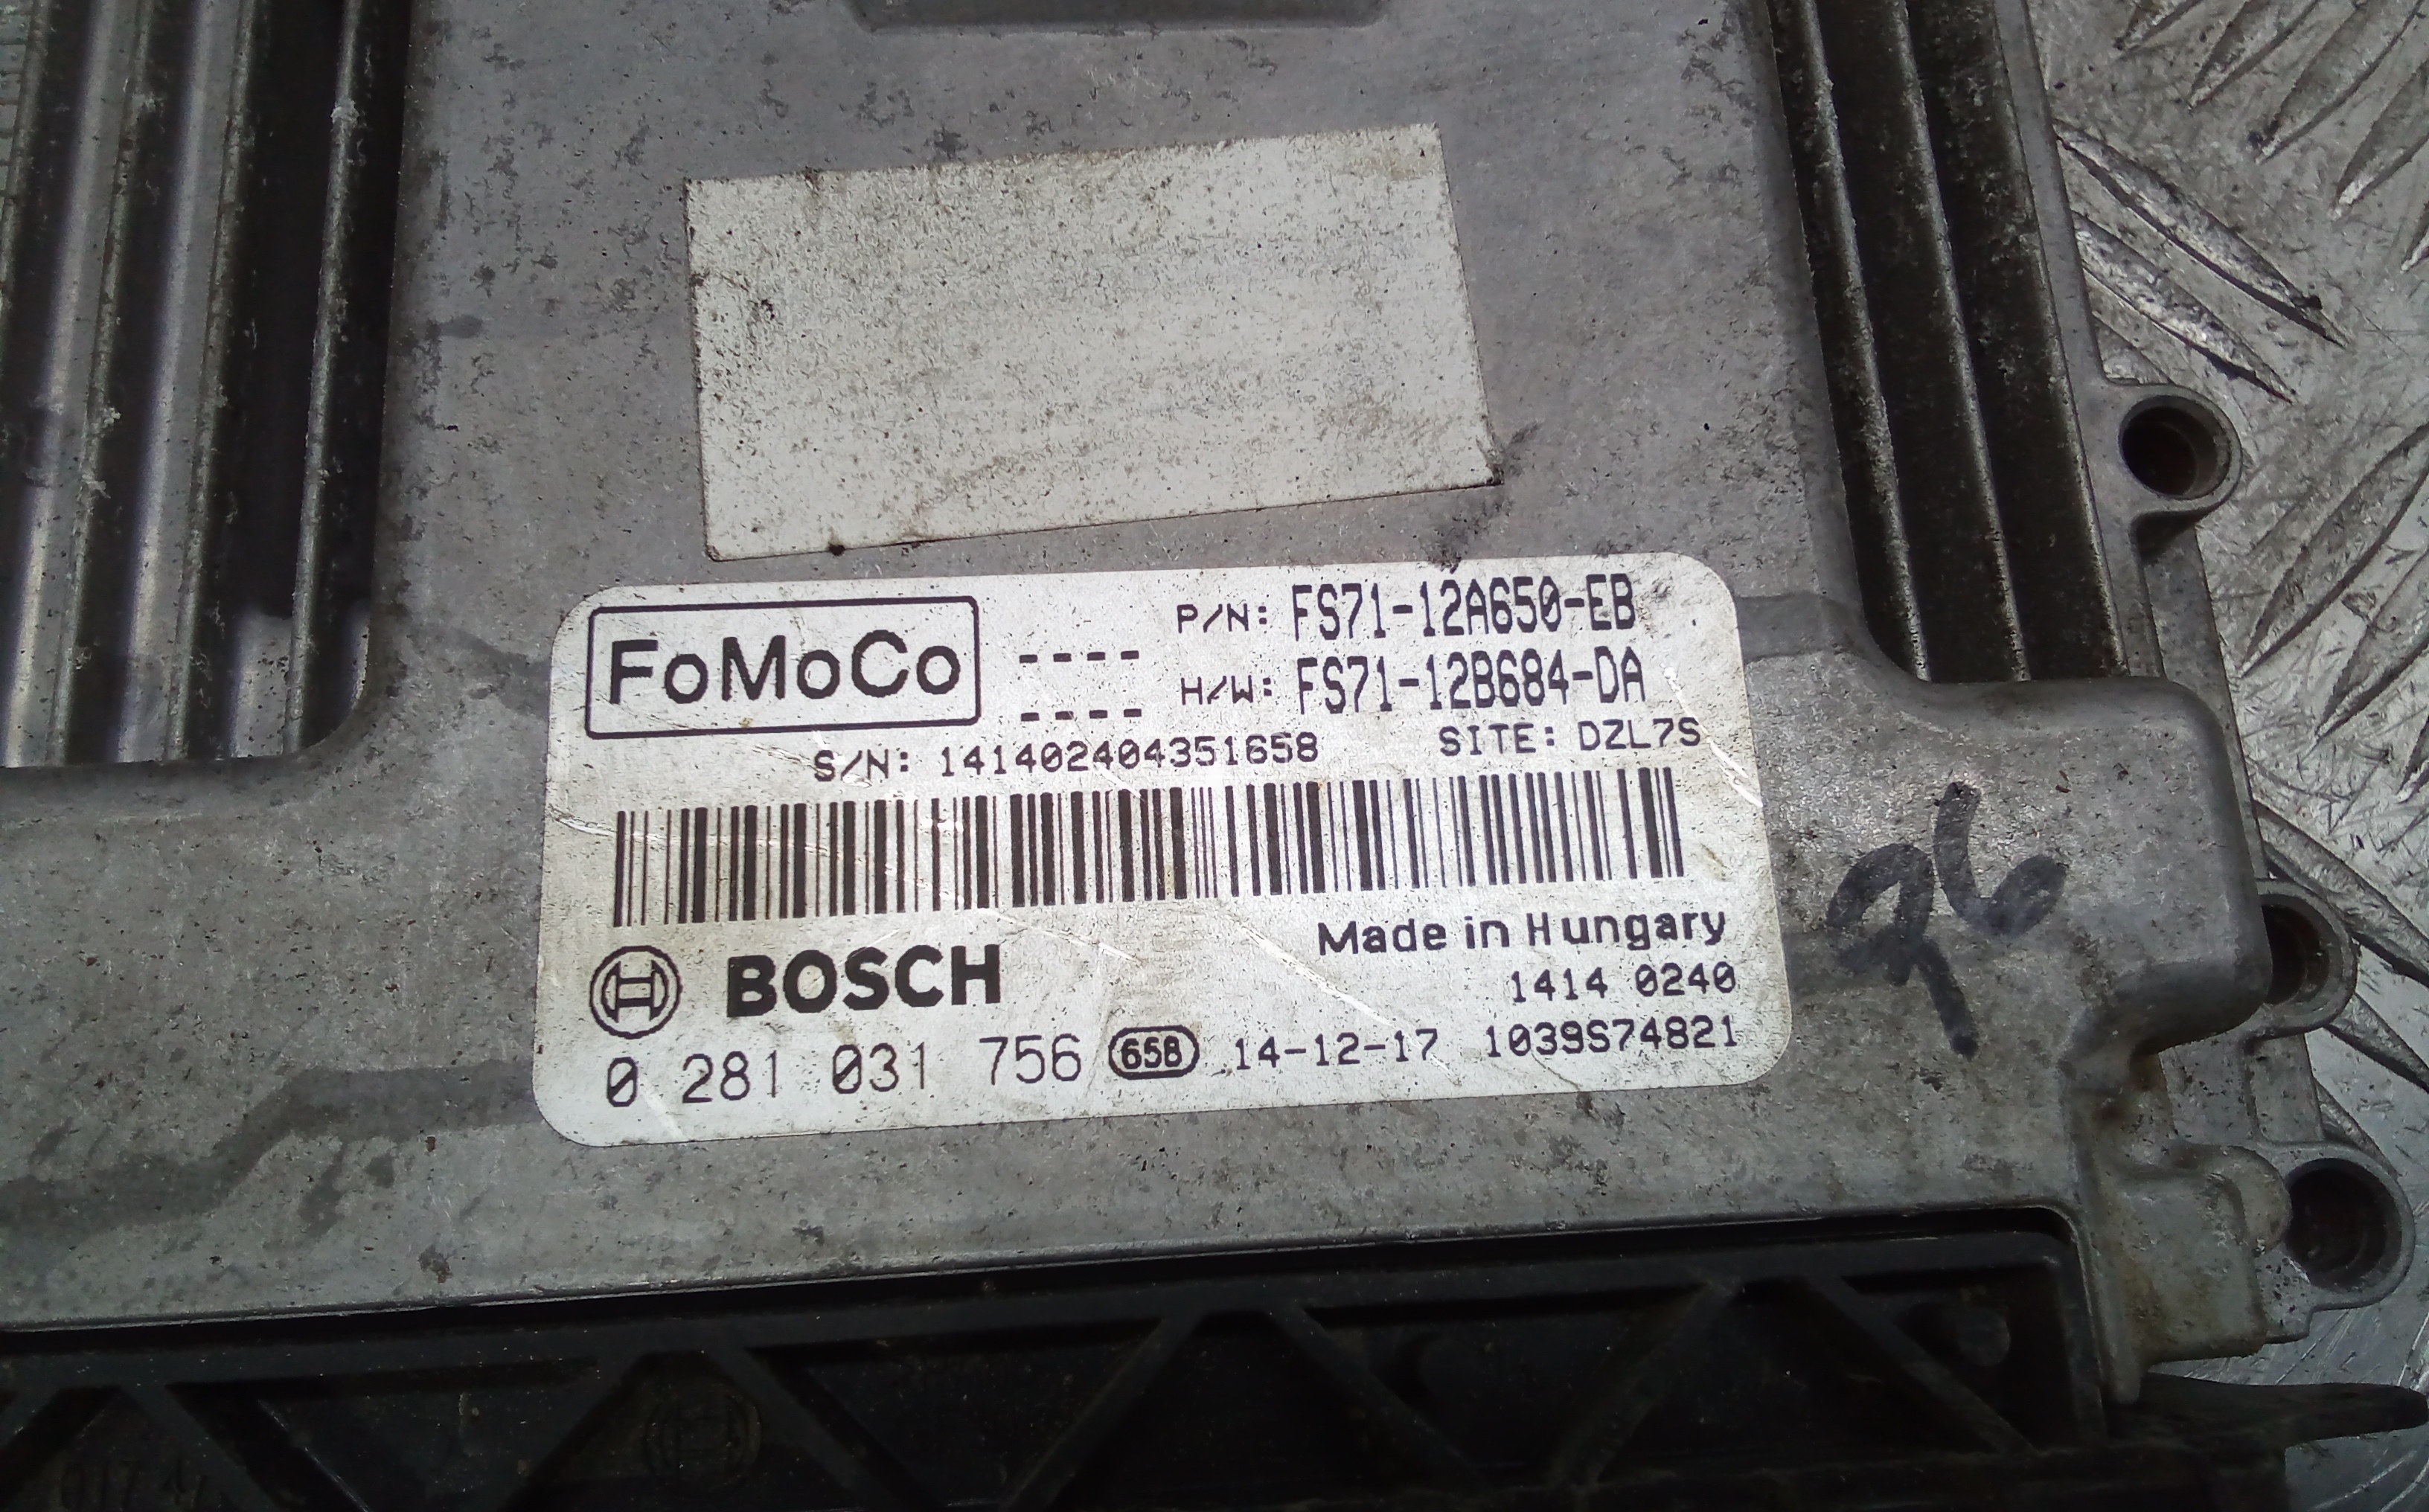 FoMoCo
---- P/N: FS71-12A650-EB
---- H/W: FS71-12B684-DA
S/N: 141402404351658 SITE: DZL7S
Made in Hungary
BOSCH 1414 0240
0 281 031 756 658 14-12-17 1039S74821
96